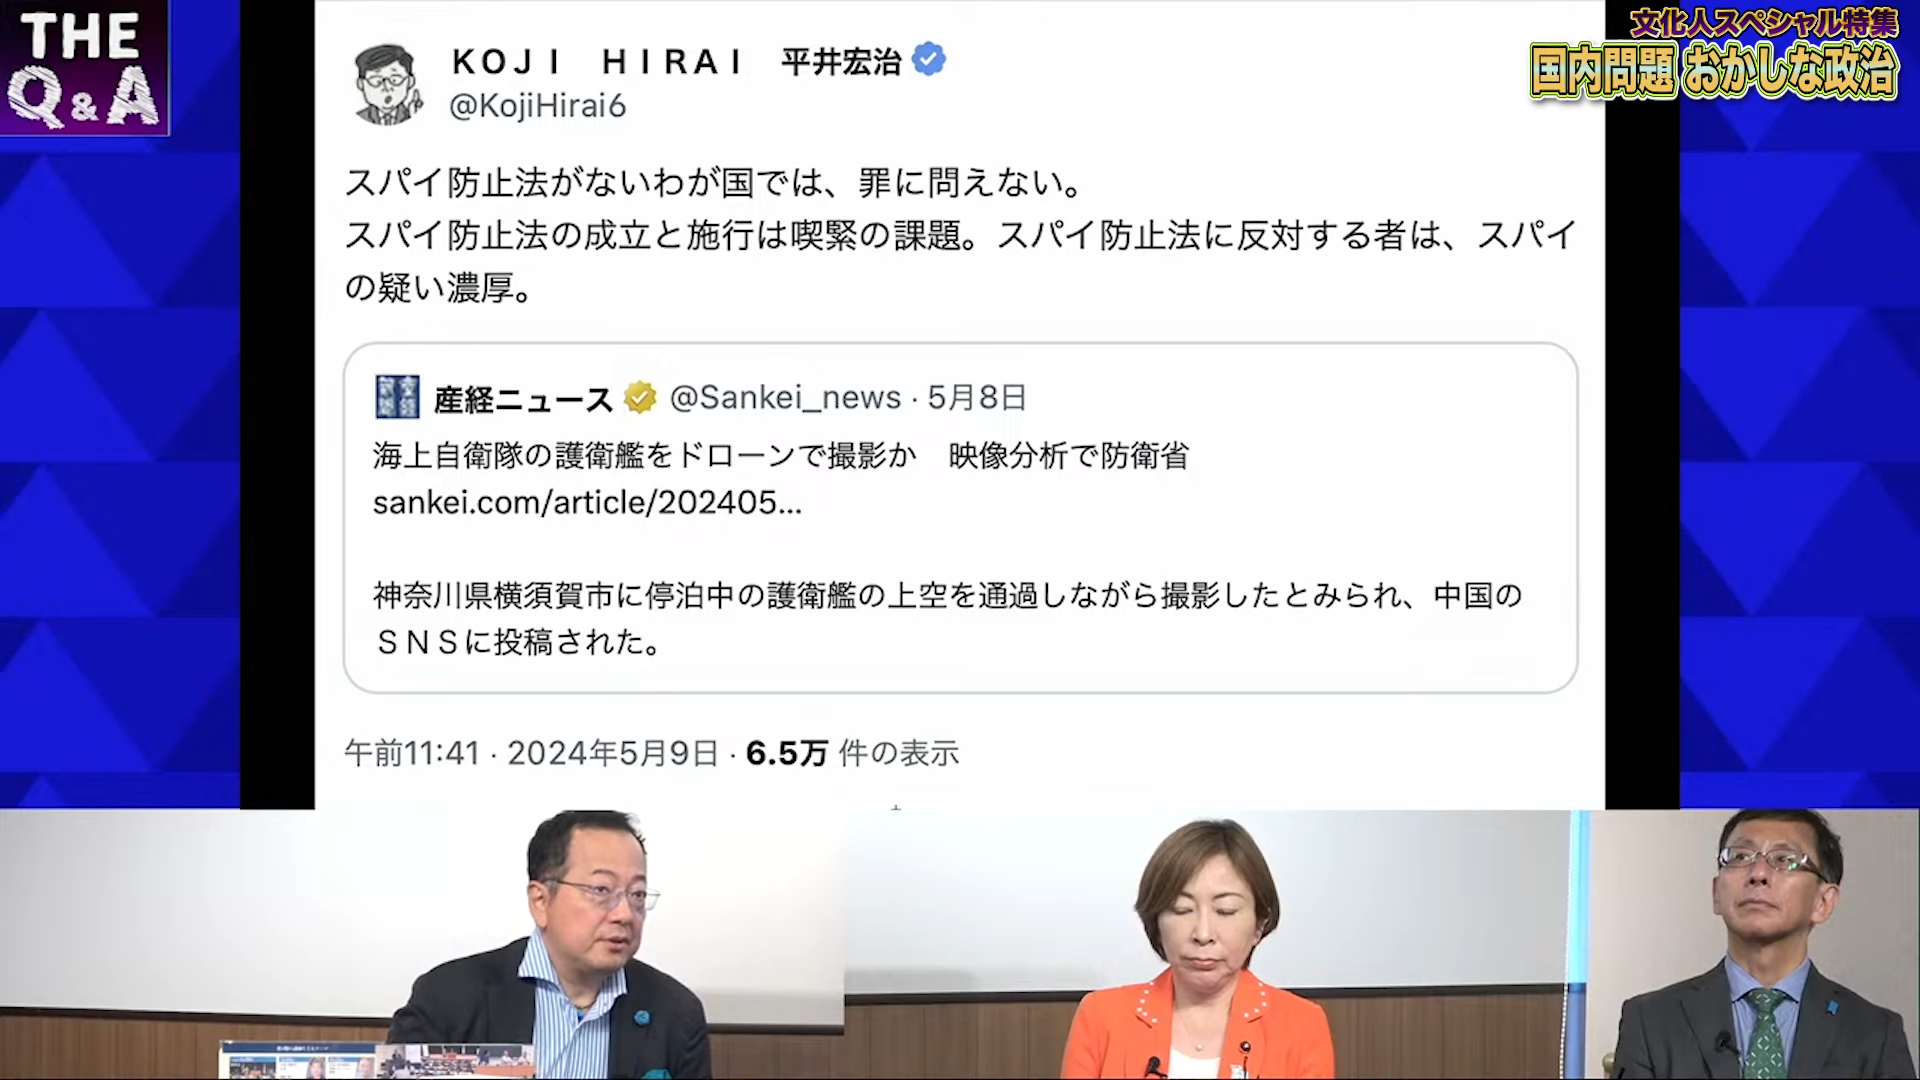 THE
Q&A
文化人スペシャル特集
国内問題 おかしな政治
ＫＯＪＩ　ＨＩＲＡＩ　平井宏治
@KojiHirai6
スパイ防止法がないわが国では、罪に問えない。
スパイ防止法の成立と施行は喫緊の課題。スパイ防止法に反対する者は、スパイ
の疑い濃厚。
産経ニュース @Sankei_news · 5月8日
海上自衛隊の護衛艦をドローンで撮影か　映像分析で防衛省
sankei.com/article/202405...
神奈川県横須賀市に停泊中の護衛艦の上空を通過しながら撮影したとみられ、中国の
ＳＮＳに投稿された。
午前11:41 · 2024年5月9日 · 6.5万 件の表示